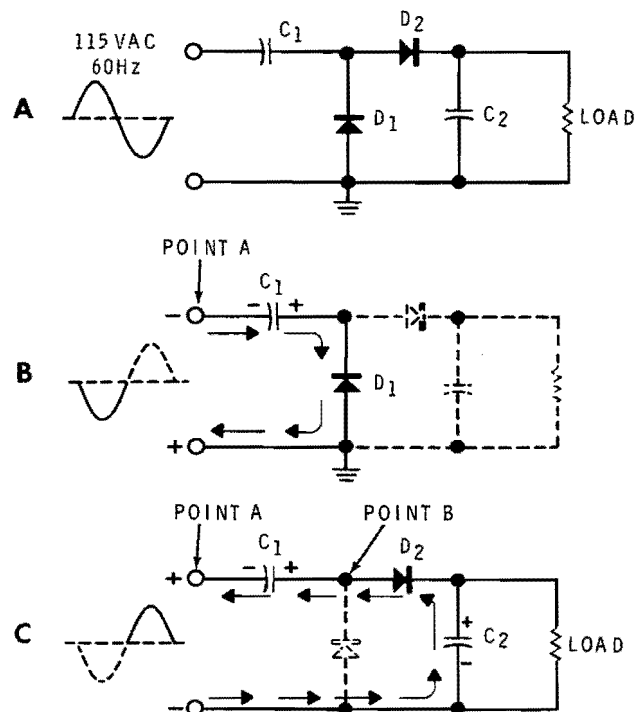 115 VAC
60Hz
A
C1
D2
D1
C2
LOAD
POINT A
C1
- +
-
B
D1
+
POINT A
POINT B
C1
D2
- +
+
C
+
C2
-
LOAD
-